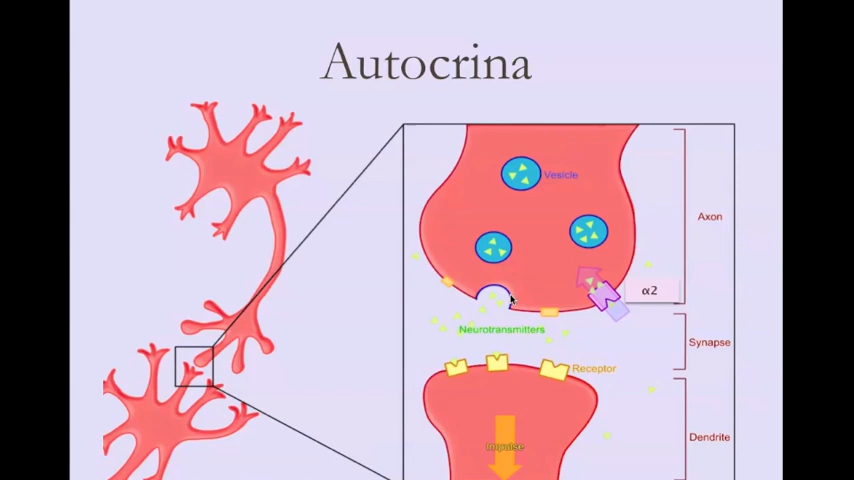 Autocrina
Vesicle
Axon
α2
Neurotransmitters
Synapse
Receptor
Dendrite
Impulse